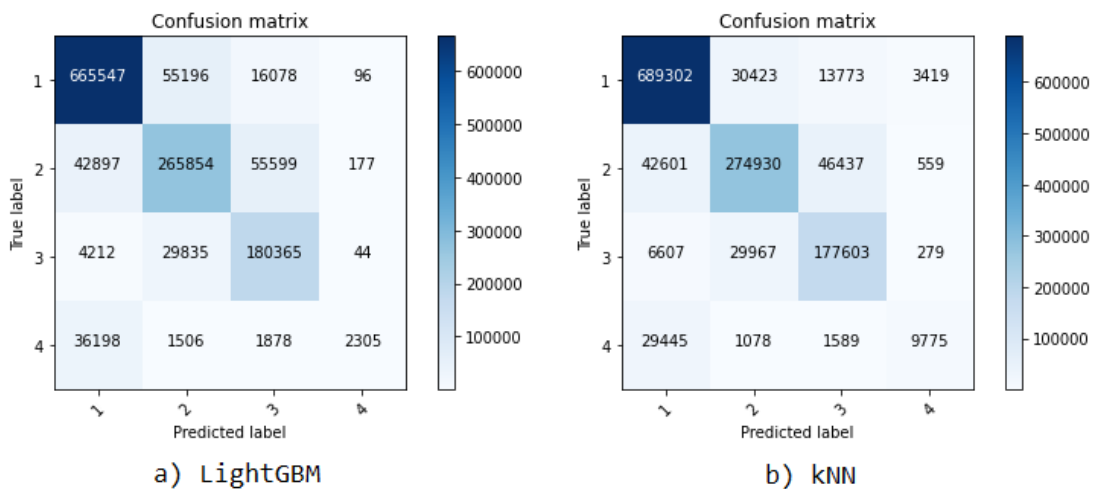 Confusion matrix
1 665547 55196 16078 96
2 42897 265854 55599 177
3 4212 29835 180365 44
4 36198 1506 1878 2305
1 2 3 4
True label
Predicted label
600000
500000
400000
300000
200000
100000
a) LightGBM
Confusion matrix
1 689302 30423 13773 3419
2 42601 274930 46437 559
3 6607 29967 177603 279
4 29445 1078 1589 9775
1 2 3 4
True label
Predicted label
600000
500000
400000
300000
200000
100000
b) kNN